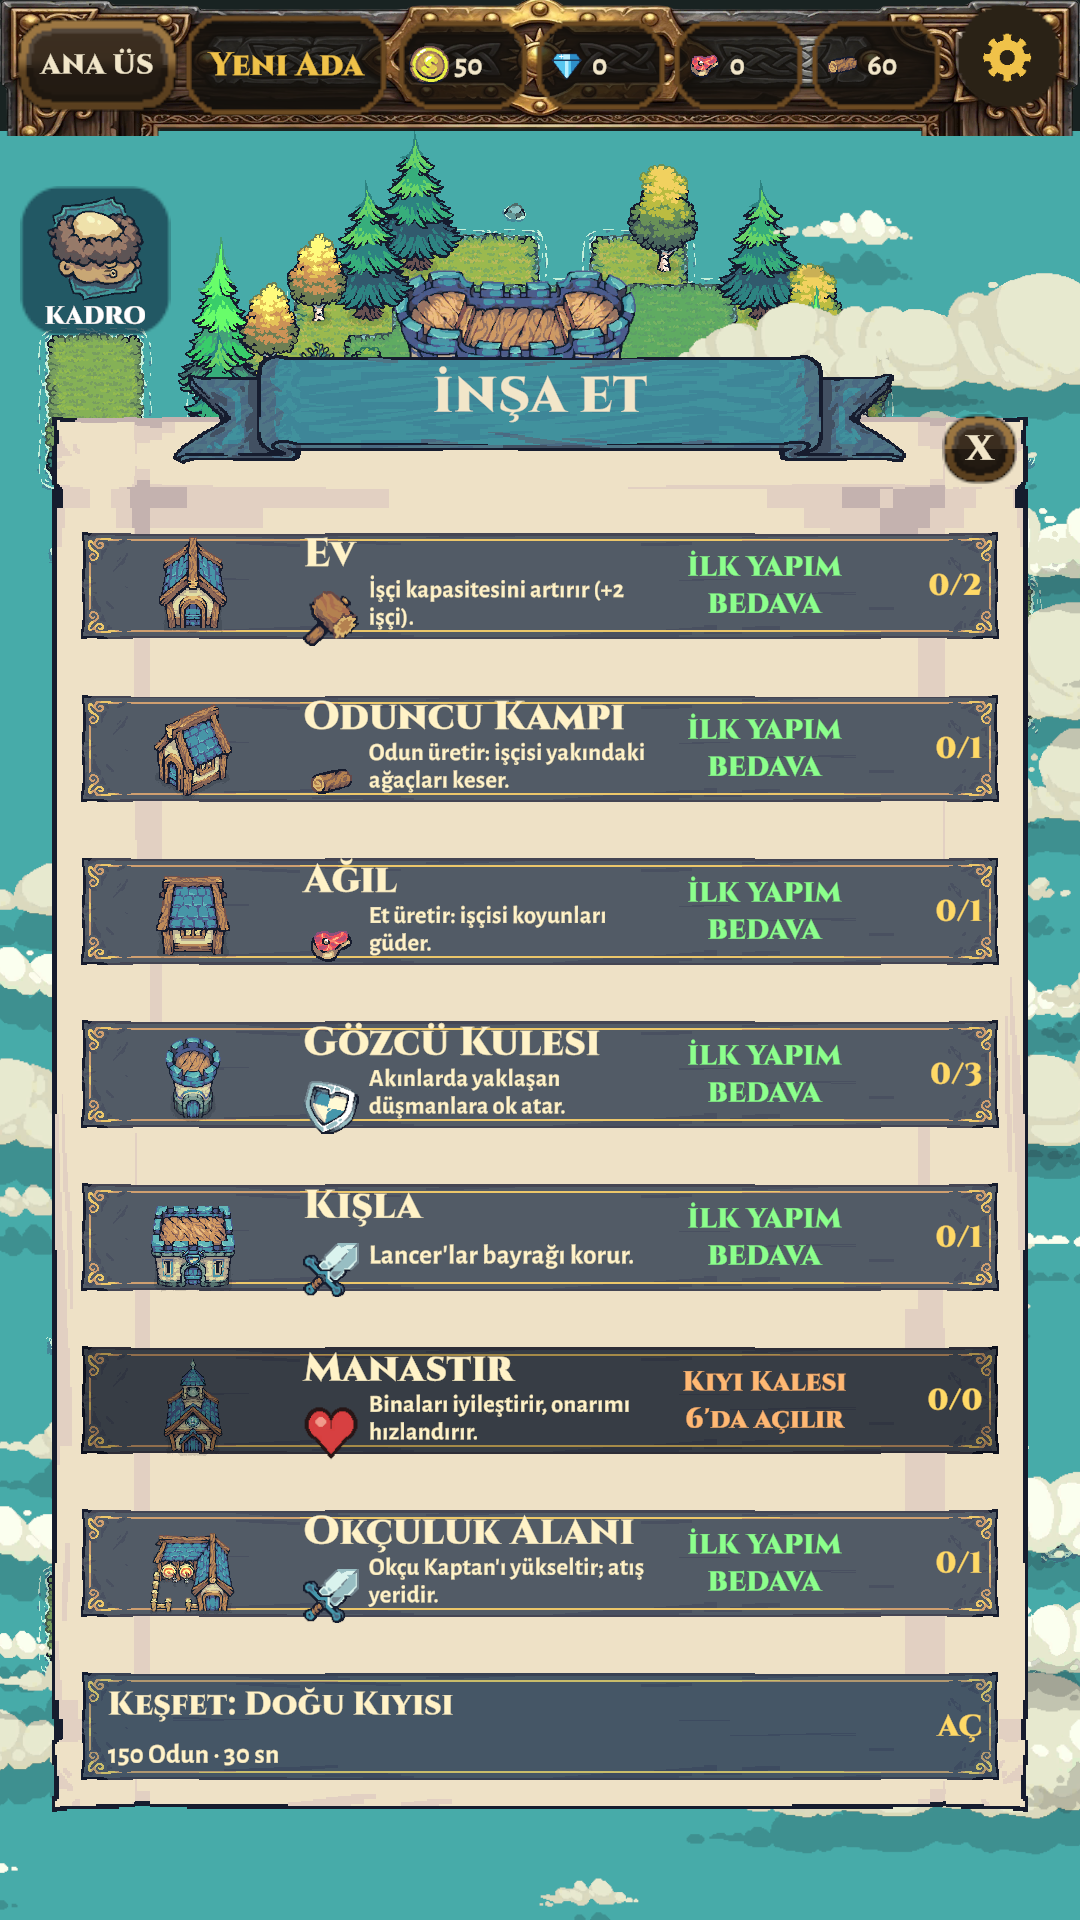 ANA ÜS
YENI ADA
50
0
0
60
KADRO
İNŞA ET
X
EV
İşçi kapasitesini artırır (+2
işçi).
İLK YAPIM
BEDAVA
0/2
ODUNCU KAMPI
Odun üretir: işçisi yakındaki
ağaçları keser.
İLK YAPIM
BEDAVA
0/1
AĞIL
Et üretir: işçisi koyunları
güder.
İLK YAPIM
BEDAVA
0/1
GÖZCÜ KULESI
Akınlarda yaklaşan
düşmanlara ok atar.
İLK YAPIM
BEDAVA
0/3
KIŞLA
Lancer'lar bayrağı korur.
İLK YAPIM
BEDAVA
0/1
MANASTIR
Binaları iyileştirir, onarımı
hızlandırır.
KIYI KALESI
6'DA AÇILIR
0/0
OKÇULUK ALANI
Okçu Kaptan'ı yükseltir; atış
yeridir.
İLK YAPIM
BEDAVA
0/1
KEŞFET: DOĞU KIYISI
150 Odun · 30 sn
AÇ